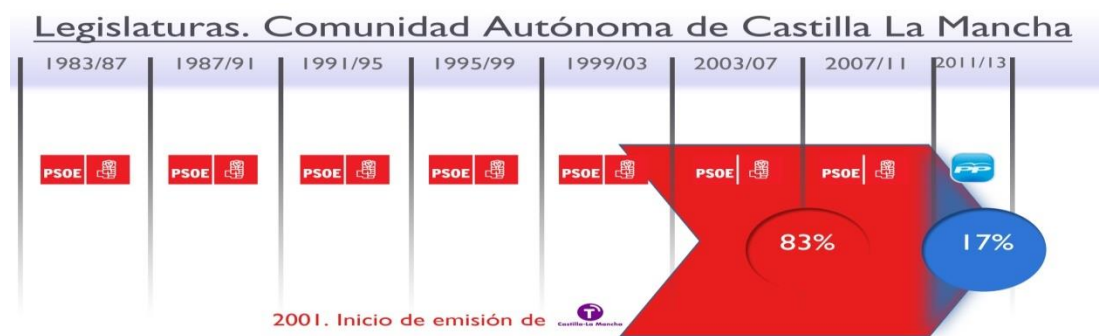 Legislaturas. Comunidad Autónoma de Castilla La Mancha
1983/87 1987/91 1991/95 1995/99 1999/03 2003/07 2007/11 2011/13
PSOE PSOE PSOE PSOE PSOE PSOE PSOE PP
83% 17%
2001. Inicio de emisión de Castilla-La Mancha